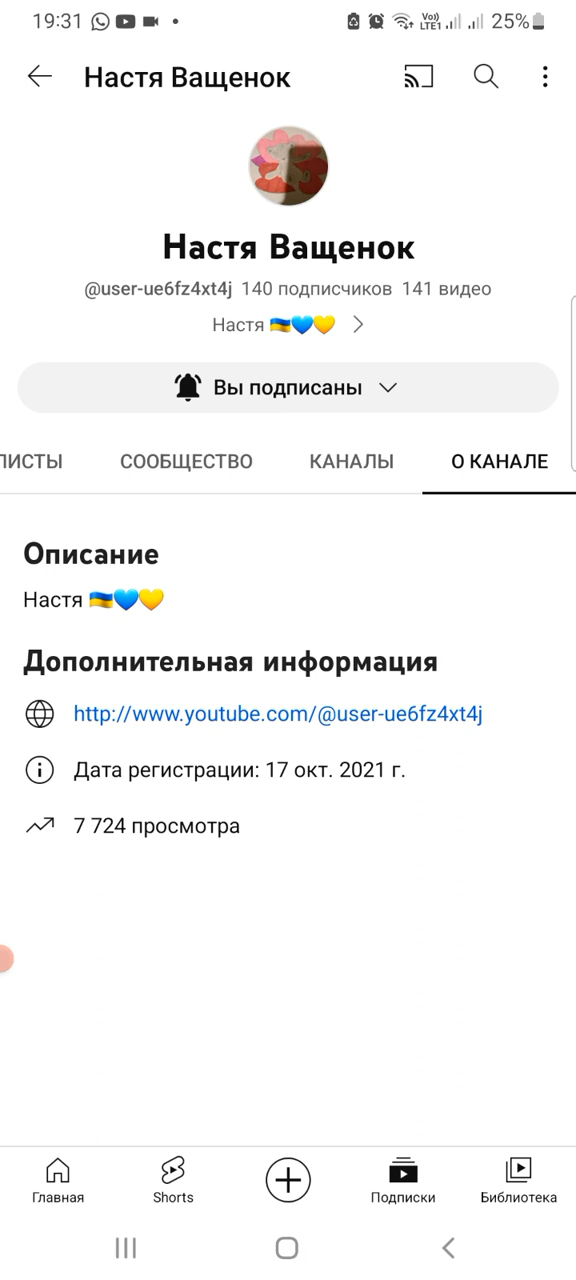 19:31 Vo)) LTE1 25%
Настя Ващенок
Настя Ващенок
@user-ue6fz4xt4j 140 подписчиков 141 видео
Настя 🇺🇦💙💛
Вы подписаны
ЛИСТЫ СООБЩЕСТВО КАНАЛЫ О КАНАЛЕ
Описание
Настя 🇺🇦💙💛
Дополнительная информация
http://www.youtube.com/@user-ue6fz4xt4j
Дата регистрации: 17 окт. 2021 г.
7 724 просмотра
Главная Shorts Подписки Библиотека